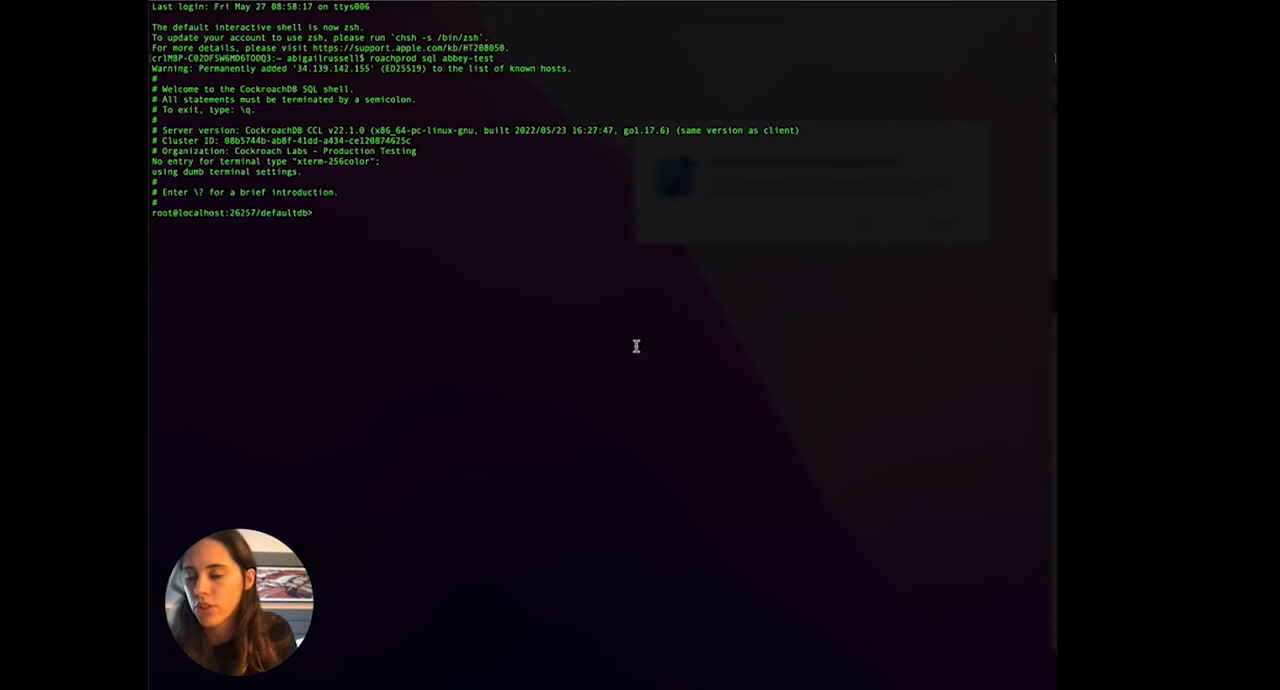 Last login: Fri May 27 08:58:17 on ttys006
The default interactive shell is now zsh.
To update your account to use zsh, please run `chsh -s /bin/zsh`.
For more details, please visit https://support.apple.com/kb/HT208050.
[crlMBP-C02DF5W6MD6TODQ3:~ abigailrussell$ roachprod sql abbey-test ]
Warning: Permanently added '34.139.142.155' (ED25519) to the list of known hosts.
#
# Welcome to the CockroachDB SQL shell.
# All statements must be terminated by a semicolon.
# To exit, type: \q.
#
# Server version: CockroachDB CCL v22.1.0 (x86_64-pc-linux-gnu, built 2022/05/23 16:27:47, go1.17.6) (same version as client)
# Cluster ID: 08b5744b-ab8f-41dd-a434-ce120874625c
# Organization: Cockroach Labs - Production Testing
No entry for terminal type "xterm-256color";
using dumb terminal settings.
#
# Enter \? for a brief introduction.
#
root@localhost:26257/defaultdb>